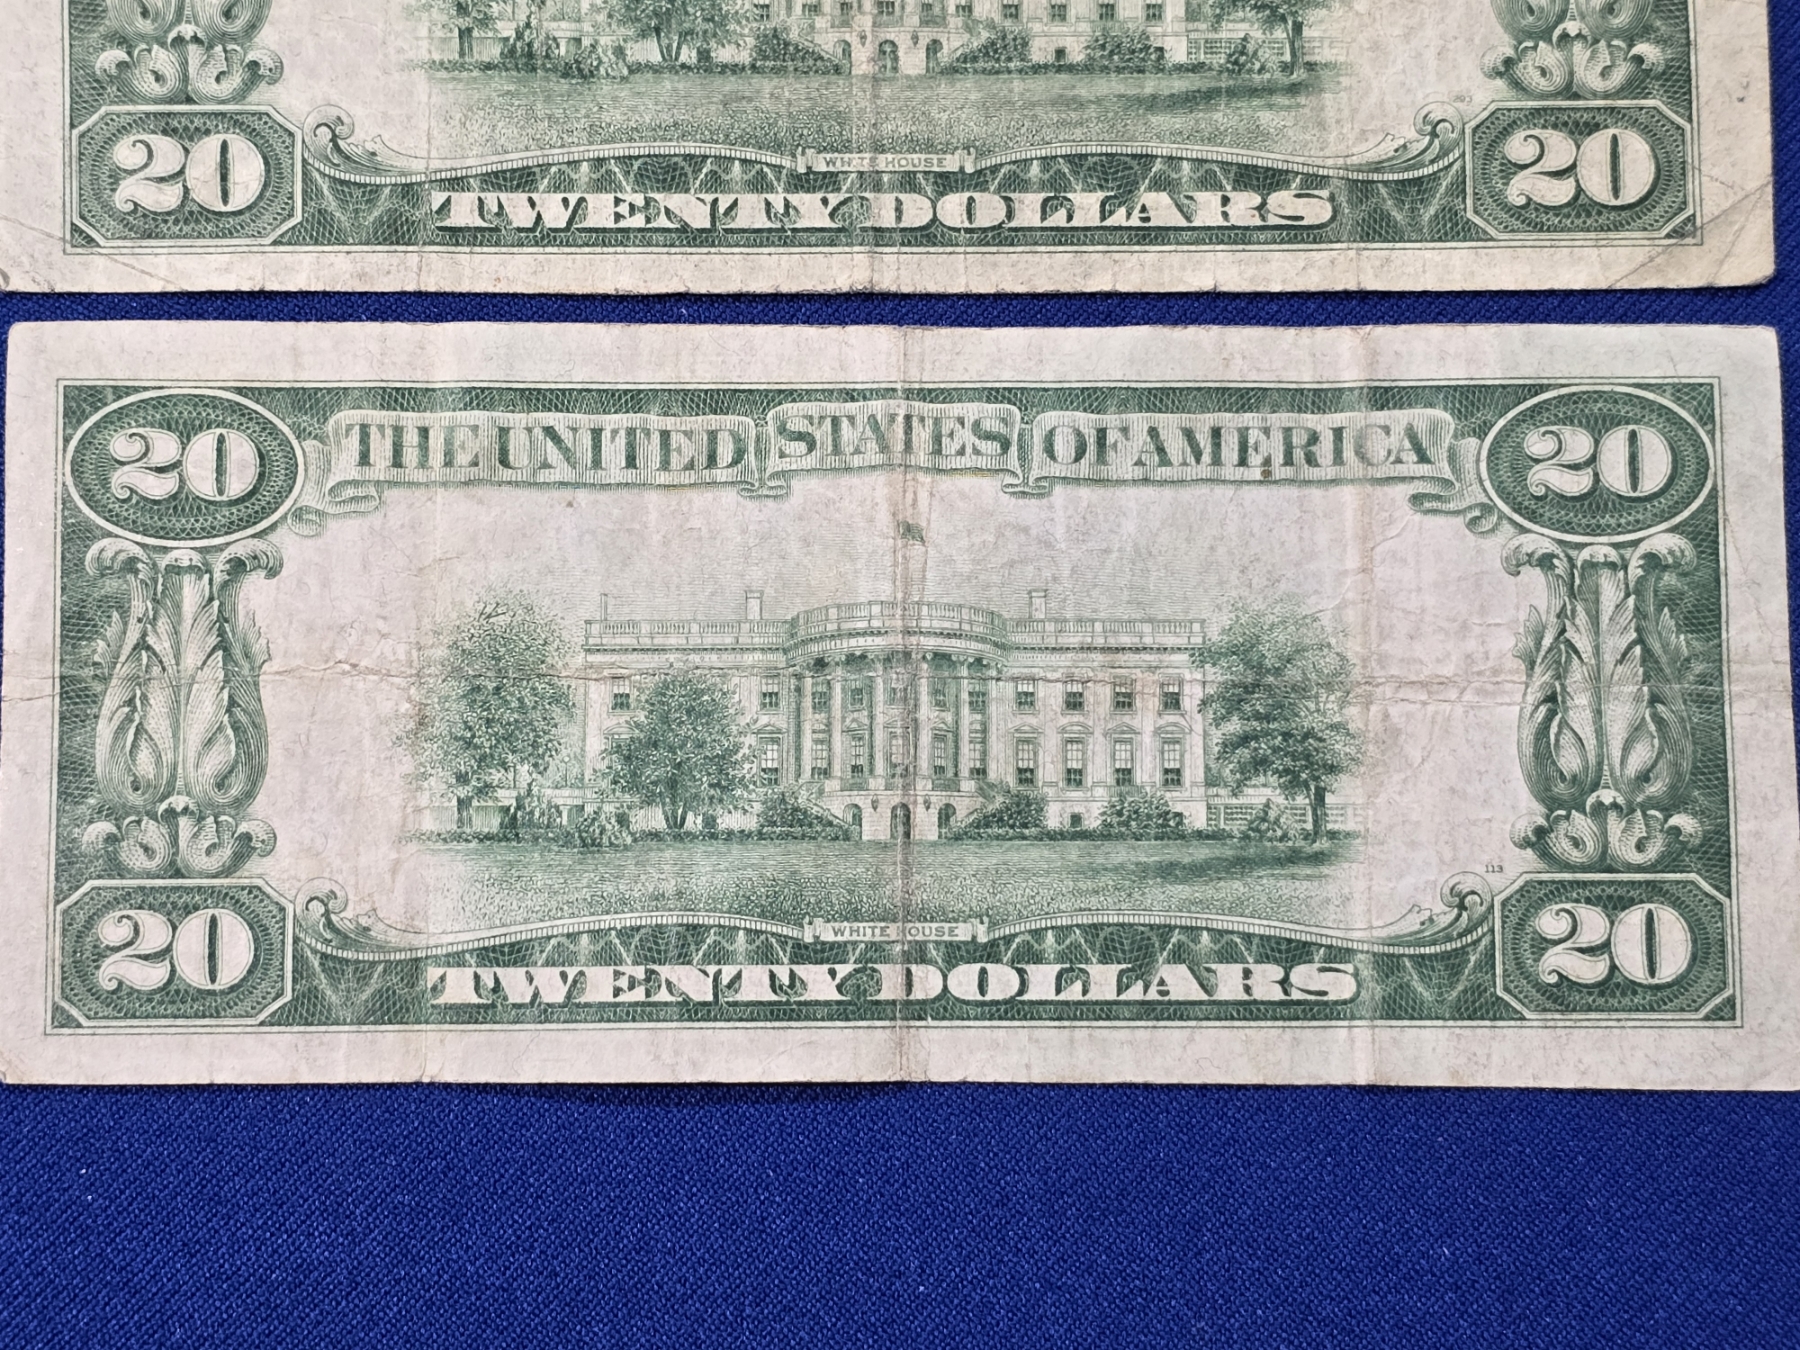 20 20
WHITE HOUSE
TWENTY DOLLARS
20 THE UNITED STATES OF AMERICA 20
113
20 WHITE HOUSE 20
TWENTY DOLLARS